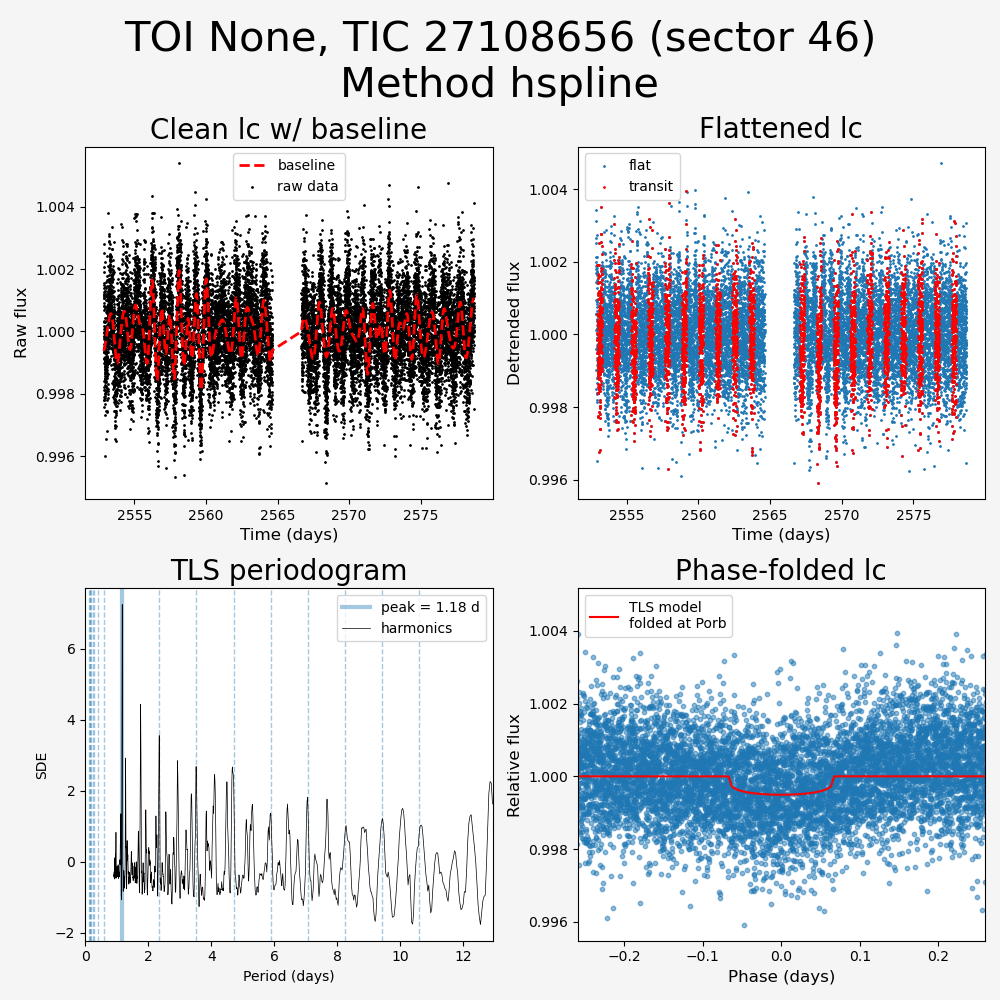 TOI None, TIC 27108656 (sector 46)
Method hspline
Clean lc w/ baseline
baseline
raw data
1.004
1.002
1.000
0.998
0.996
Raw flux
2555
2560
2565
2570
2575
Time (days)
Flattened lc
flat
transit
1.004
1.002
1.000
0.998
0.996
Detrended flux
2555
2560
2565
2570
2575
Time (days)
TLS periodogram
peak = 1.18 d
harmonics
6
4
2
0
−2
SDE
0
2
4
6
8
10
12
Period (days)
Phase-folded lc
TLS model
folded at Porb
1.004
1.002
1.000
0.998
0.996
Relative flux
−0.2
−0.1
0.0
0.1
0.2
Phase (days)